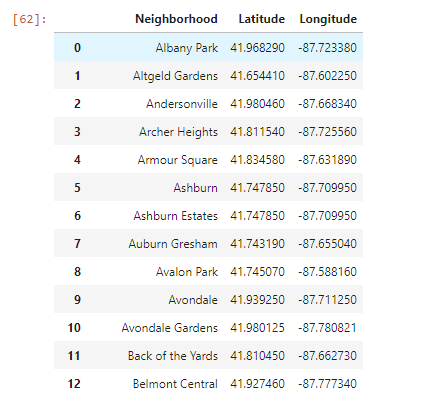 [62]:
Neighborhood Latitude Longitude
0 Albany Park 41.968290 -87.723380
1 Altgeld Gardens 41.654410 -87.602250
2 Andersonville 41.980460 -87.668340
3 Archer Heights 41.811540 -87.725560
4 Armour Square 41.834580 -87.631890
5 Ashburn 41.747850 -87.709950
6 Ashburn Estates 41.747850 -87.709950
7 Auburn Gresham 41.743190 -87.655040
8 Avalon Park 41.745070 -87.588160
9 Avondale 41.939250 -87.711250
10 Avondale Gardens 41.980125 -87.780821
11 Back of the Yards 41.810450 -87.662730
12 Belmont Central 41.927460 -87.777340